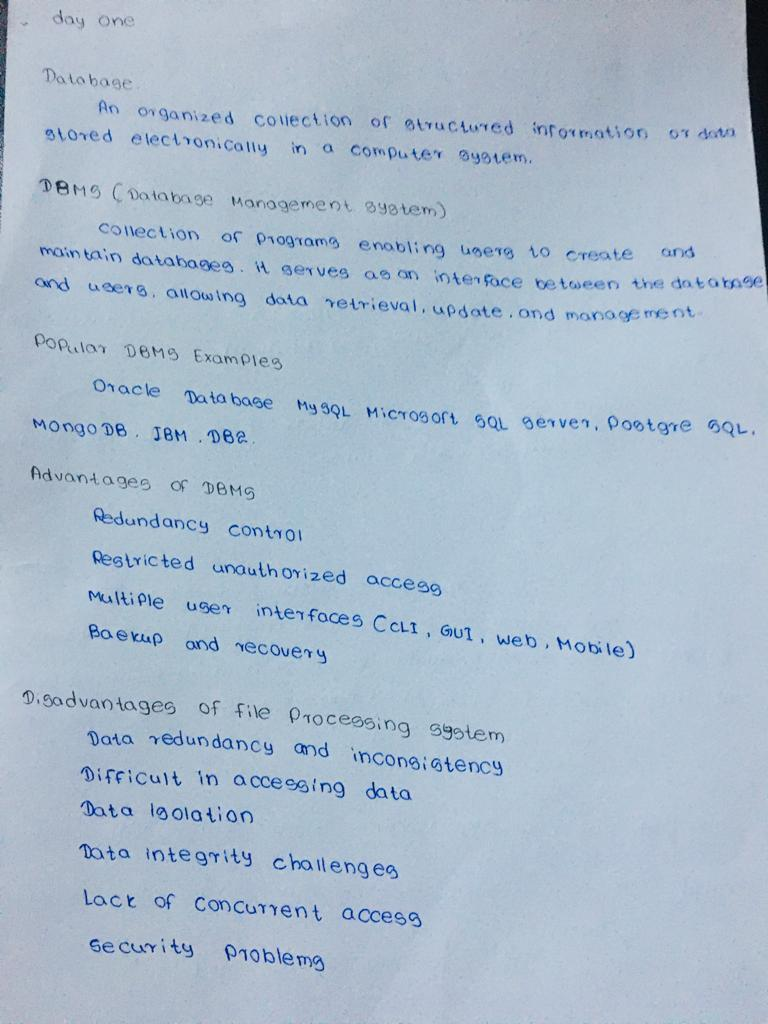 day one
Database
An organized collection of structured information or data
stored electronically in a computer system.
DBMS (Database Management system)
collection of programs enabling users to create and
maintain databases. it serves as an interface between the database
and users, allowing data retrieval, update, and management.
Popular DBMS Examples
Oracle Database MySQL Microsoft SQL server, Postgre SQL,
MongoDB, IBM, DB2.
Advantages of DBMS
Redundancy control
Restricted unauthorized access
Multiple user interfaces (CLI, GUI, web, Mobile)
Backup and recovery
Disadvantages of file processing system
Data redundancy and inconsistency
Difficult in accessing data
Data isolation
Data integrity challenges
Lack of concurrent access
security problems